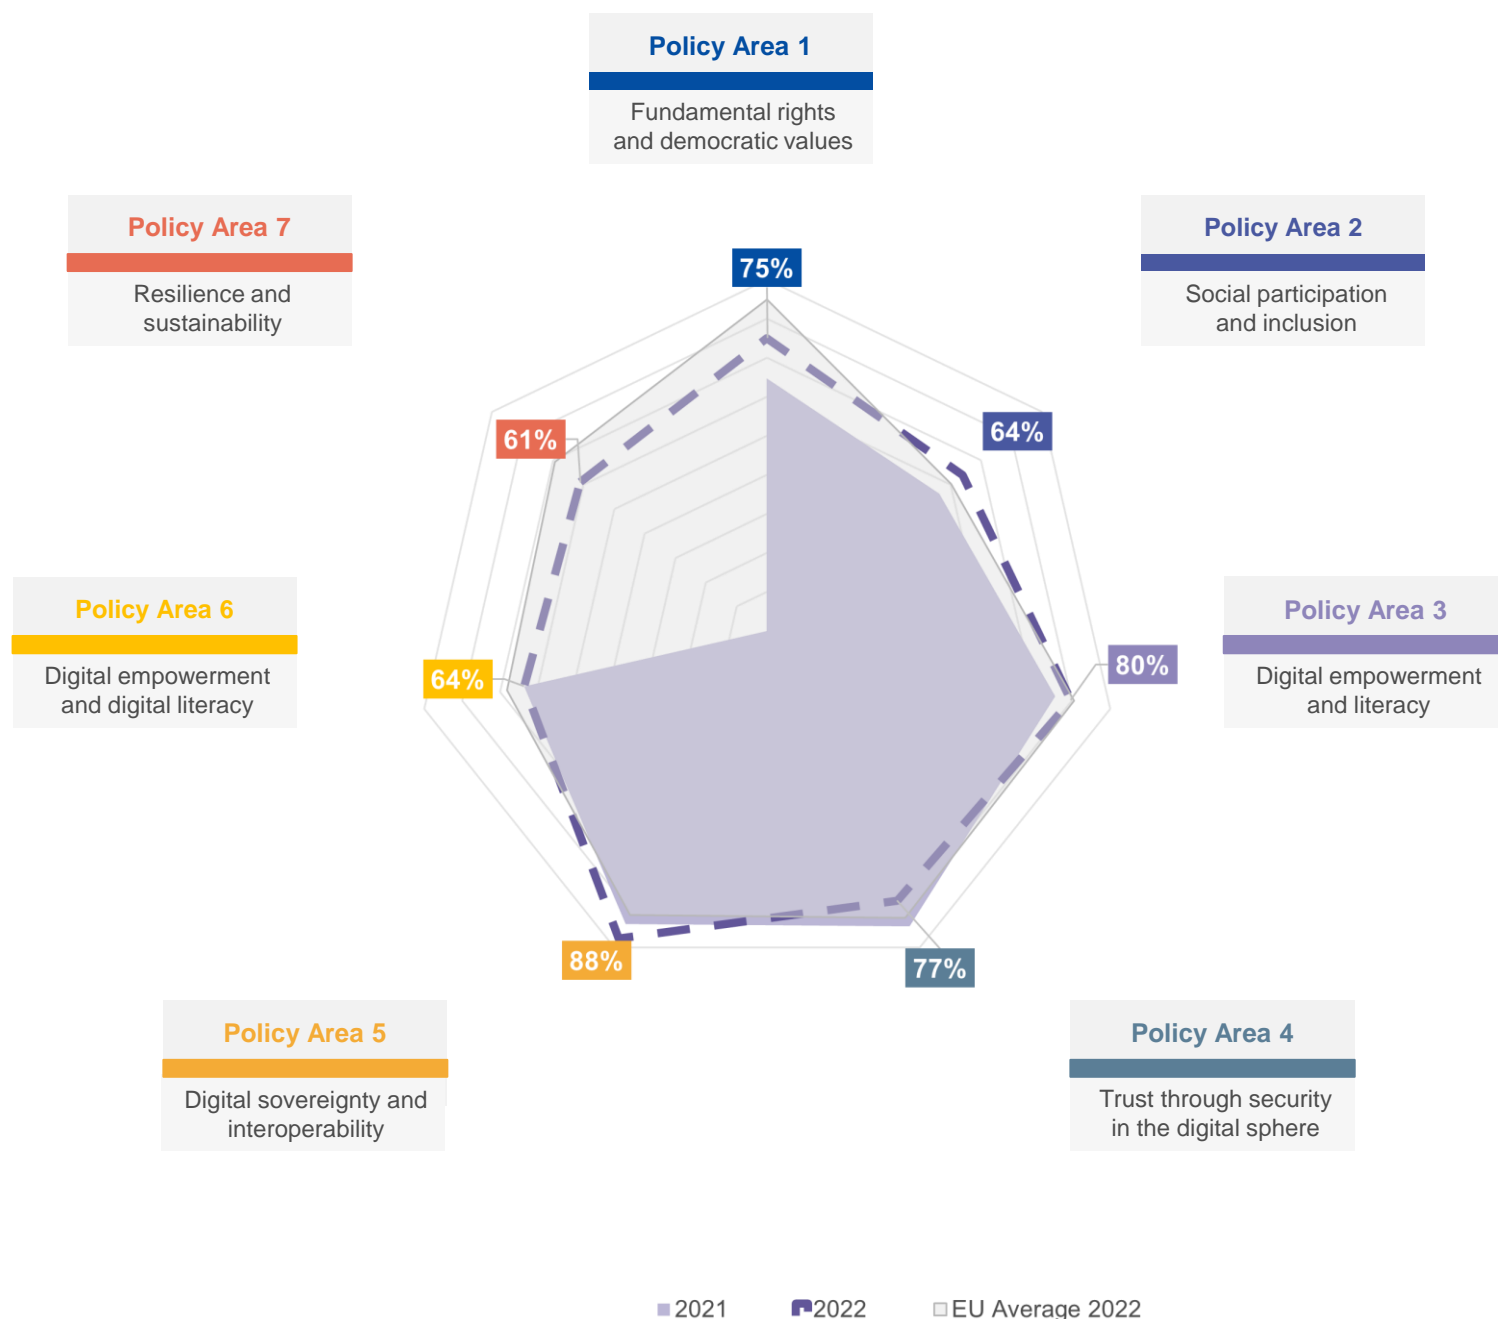 Policy Area 1
Fundamental rights
and democratic values
Policy Area 7
Resilience and
sustainability
Policy Area 2
Social participation
and inclusion
75%
64%
61%
Policy Area 6
Digital empowerment
and digital literacy
Policy Area 3
Digital empowerment
and literacy
80%
64%
88%
77%
Policy Area 5
Digital sovereignty and
interoperability
Policy Area 4
Trust through security
in the digital sphere
2021
2022
EU Average 2022